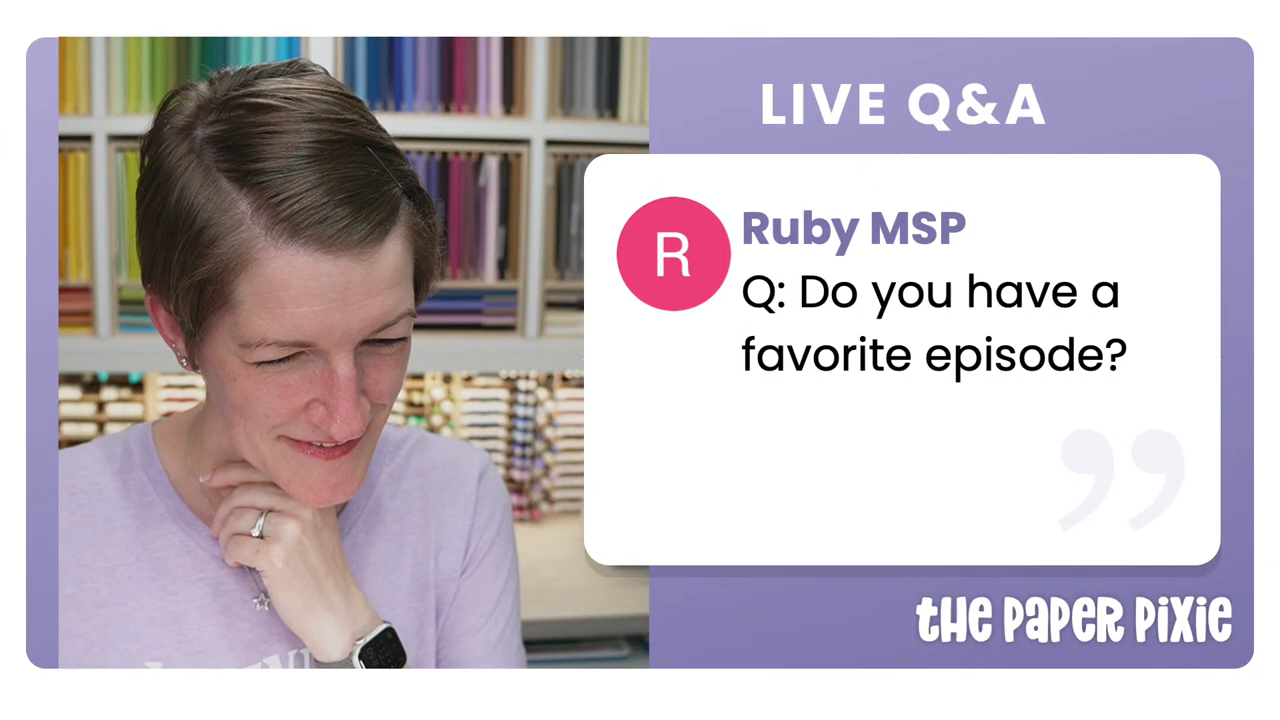 LIVE Q&A
R
Ruby MSP
Q: Do you have a
favorite episode?
the PAPER PiXiE